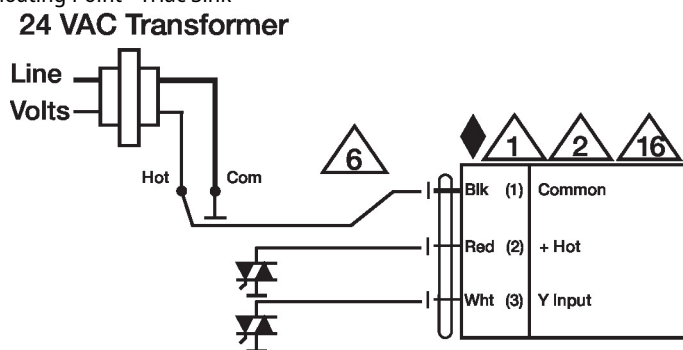 24 VAC Transformer
Line
Volts
Hot
Com
6
1
2
16
Blk (1) Common
Red (2) + Hot
Wht (3) Y Input